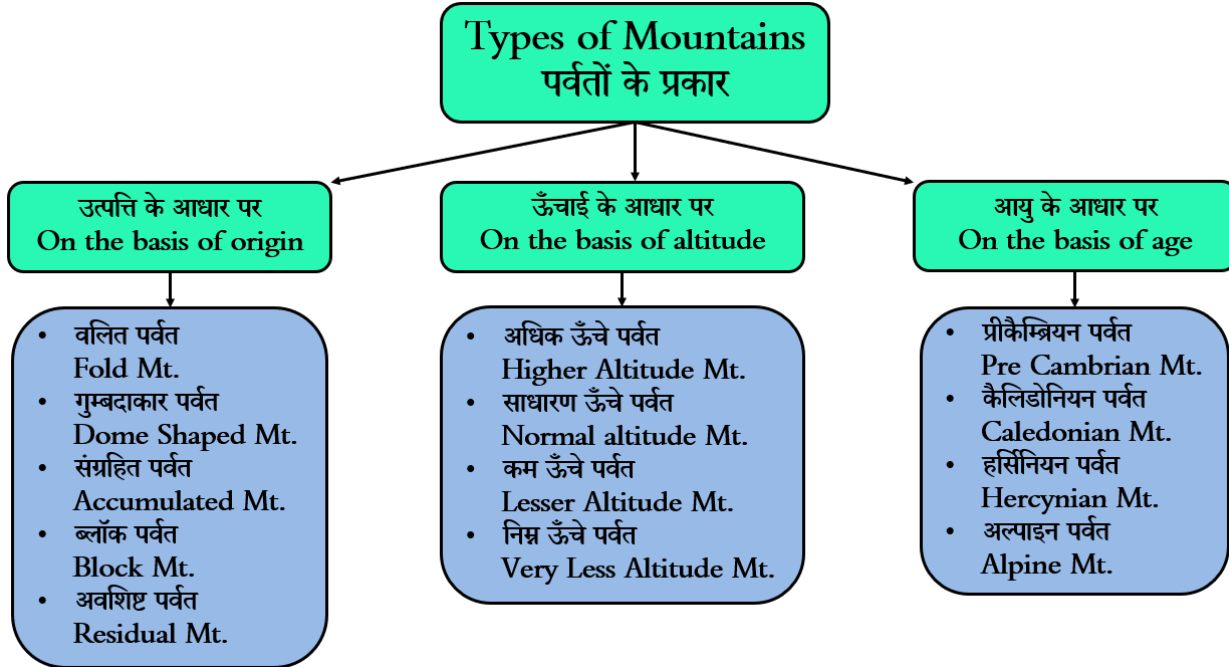 Types of Mountains
पर्वतों के प्रकार
उत्पत्ति के आधार पर
On the basis of origin
• वलित पर्वत
Fold Mt.
• गुम्बदाकार पर्वत
Dome Shaped Mt.
• संग्रहित पर्वत
Accumulated Mt.
• ब्लॉक पर्वत
Block Mt.
• अवशिष्ट पर्वत
Residual Mt.
ऊँचाई के आधार पर
On the basis of altitude
• अधिक ऊँचे पर्वत
Higher Altitude Mt.
• साधारण ऊँचे पर्वत
Normal altitude Mt.
• कम ऊँचे पर्वत
Lesser Altitude Mt.
• निम्न ऊँचे पर्वत
Very Less Altitude Mt.
आयु के आधार पर
On the basis of age
• प्रीकैम्ब्रियन पर्वत
Pre Cambrian Mt.
• कैलिडोनियन पर्वत
Caledonian Mt.
• हर्सिनियन पर्वत
Hercynian Mt.
• अल्पाइन पर्वत
Alpine Mt.